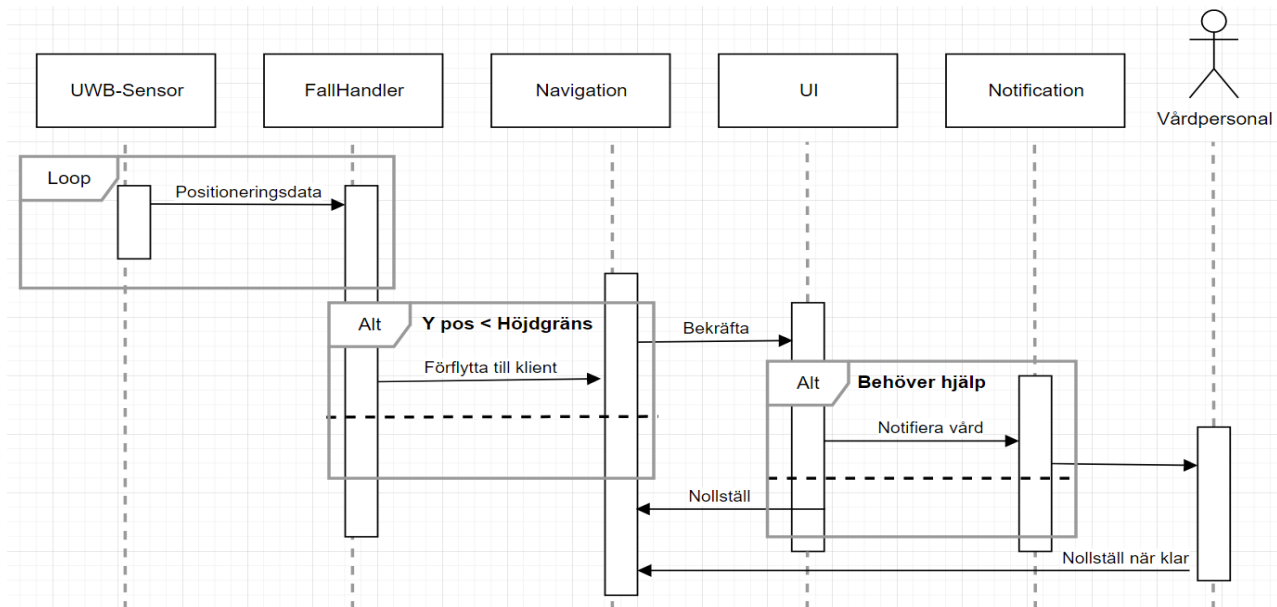 UWB-Sensor
FallHandler
Navigation
UI
Notification
Vårdpersonal
Loop
Positioneringsdata
Alt
Y pos < Höjdgräns
Bekräfta
Förflytta till klient
Alt
Behöver hjälp
Notifiera vård
Nollställ
Nollställ när klar